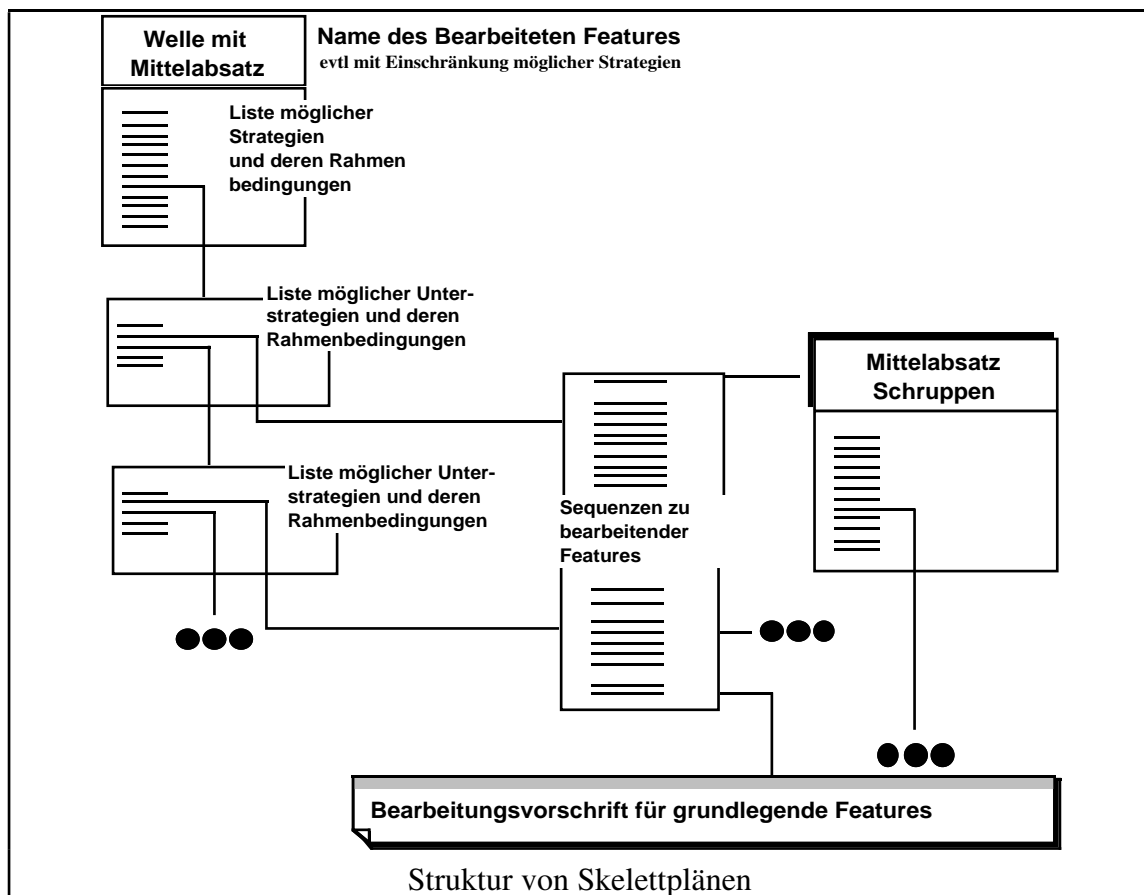 Welle mit
Mittelabsatz
Name des Bearbeiteten Features
evtl mit Einschränkung möglicher Strategien
Liste möglicher
Strategien
und deren Rahmen
bedingungen
Liste möglicher Unter-
strategien und deren
Rahmenbedingungen
Mittelabsatz
Schruppen
Liste möglicher Unter-
strategien und deren
Rahmenbedingungen
Sequenzen zu
bearbeitender
Features
Bearbeitungsvorschrift für grundlegende Features
Struktur von Skelettplänen